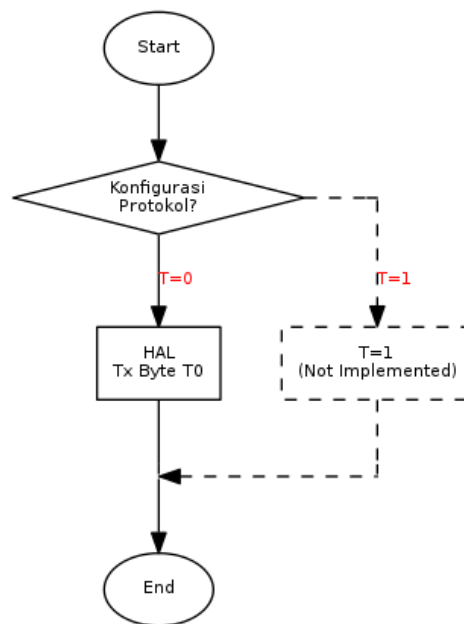 Start
Konfigurasi
Protokol?
T=0
T=1
HAL
Tx Byte T0
T=1
(Not Implemented)
End